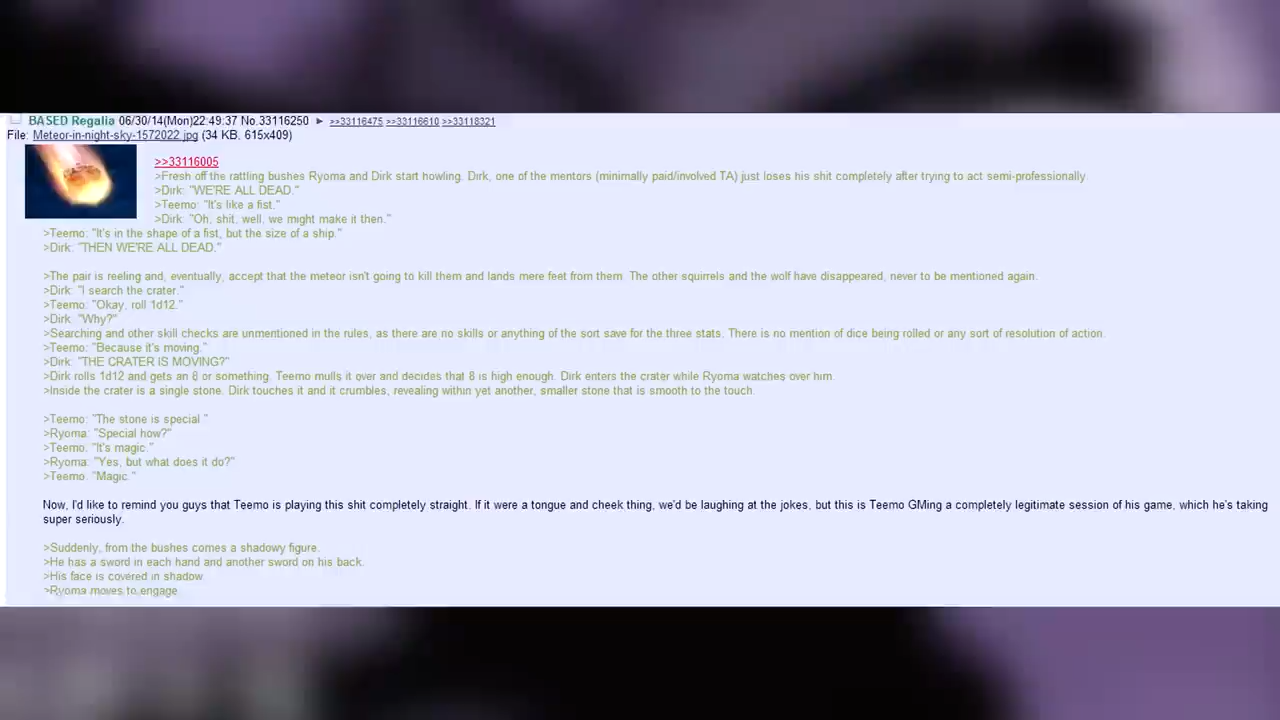 BASED Regalia 06/30/14(Mon)22:49:37 No.33116250 ► >>33116475 >>33116610 >>33118321
File: Meteor-in-night-sky-1572022.jpg (34 KB, 615x409)
>>33116005
>Fresh off the rattling bushes Ryoma and Dirk start howling. Dirk, one of the mentors (minimally paid/involved TA) just loses his shit completely after trying to act semi-professionally.
>Dirk: "WE'RE ALL DEAD."
>Teemo: "It's like a fist."
>Dirk: "Oh, shit, well, we might make it then."
>Teemo: "It's in the shape of a fist, but the size of a ship."
>Dirk: "THEN WE'RE ALL DEAD."
>The pair is reeling and, eventually, accept that the meteor isn't going to kill them and lands mere feet from them. The other squirrels and the wolf have disappeared, never to be mentioned again.
>Dirk: "I search the crater."
>Teemo: "Okay, roll 1d12."
>Dirk: "Why?"
>Searching and other skill checks are unmentioned in the rules, as there are no skills or anything of the sort save for the three stats. There is no mention of dice being rolled or any sort of resolution of action.
>Teemo: "Because it's moving."
>Dirk: "THE CRATER IS MOVING?"
>Dirk rolls 1d12 and gets an 8 or something. Teemo mulls it over and decides that 8 is high enough. Dirk enters the crater while Ryoma watches over him.
>Inside the crater is a single stone. Dirk touches it and it crumbles, revealing within yet another, smaller stone that is smooth to the touch.
>Teemo: "The stone is special."
>Ryoma: "Special how?"
>Teemo: "It's magic."
>Ryoma: "Yes, but what does it do?"
>Teemo: "Magic."
Now, I'd like to remind you guys that Teemo is playing this shit completely straight. If it were a tongue and cheek thing, we'd be laughing at the jokes, but this is Teemo GMing a completely legitimate session of his game, which he's taking
super seriously.
>Suddenly, from the bushes comes a shadowy figure.
>He has a sword in each hand and another sword on his back.
>His face is covered in shadow.
>Ryoma moves to engage.